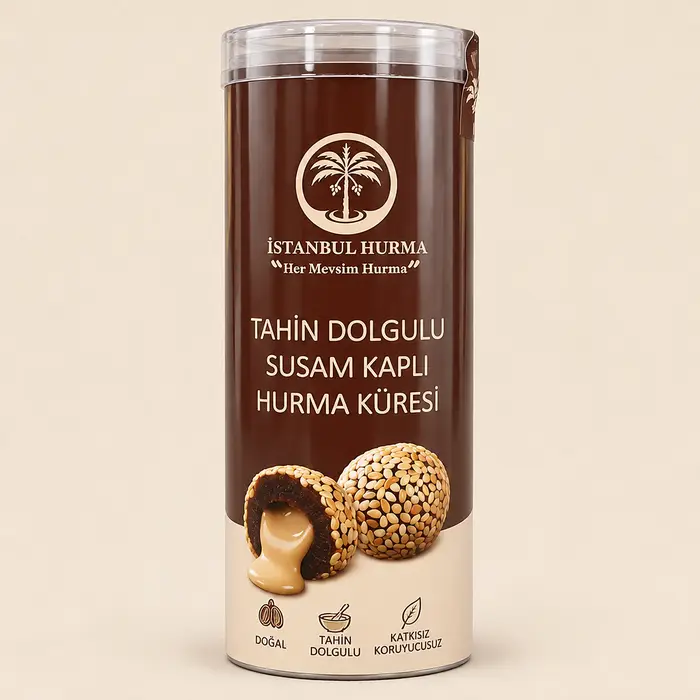 İSTANBUL HURMA
"Her Mevsim Hurma"
TAHİN DOLGULU
SUSAM KAPLI
HURMA KÜRESİ
DOĞAL
TAHİN
DOLGULU
KATKISIZ
KORUYUCUSUZ